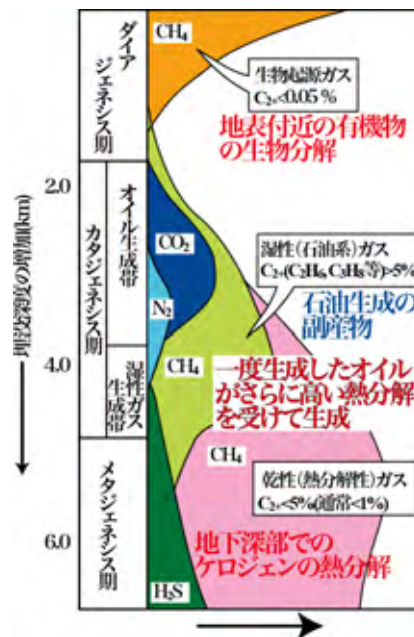 埋没深度の増加(km)
2.0
4.0
6.0
ダイア
ジェネシス期
カタジェネシス期
オイル生成帯
湿性ガス
生成帯
メタジェネシス期
CH₄
生物起源ガス
C₂₊<0.05%
地表付近の有機物
の生物分解
CO₂
N₂
湿性(石油系)ガス
C₂₊(C₂H₆,C₃H₈等)>5%
石油生成の
副産物
CH₄
一度生成したオイル
がさらに高い熱分解
を受けて生成
CH₄
乾性(熱分解性)ガス
C₂₊<5%(通常<1%)
地下深部での
ケロジェンの熱分解
H₂S